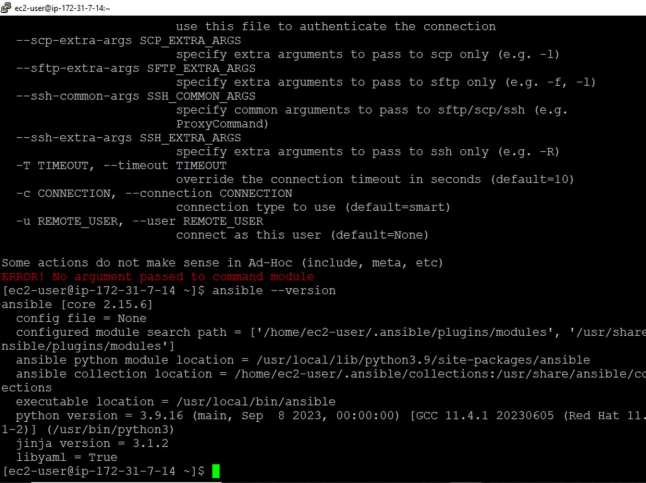 ec2-user@ip-172-31-7-14:~
use this file to authenticate the connection
--scp-extra-args SCP_EXTRA_ARGS
specify extra arguments to pass to scp only (e.g. -l)
--sftp-extra-args SFTP_EXTRA_ARGS
specify extra arguments to pass to sftp only (e.g. -f, -l)
--ssh-common-args SSH_COMMON_ARGS
specify common arguments to pass to sftp/scp/ssh (e.g.
ProxyCommand)
--ssh-extra-args SSH_EXTRA_ARGS
specify extra arguments to pass to ssh only (e.g. -R)
-T TIMEOUT, --timeout TIMEOUT
override the connection timeout in seconds (default=10)
-c CONNECTION, --connection CONNECTION
connection type to use (default=smart)
-u REMOTE_USER, --user REMOTE_USER
connect as this user (default=None)
Some actions do not make sense in Ad-Hoc (include, meta, etc)
ERROR! No argument passed to command module
[ec2-user@ip-172-31-7-14 ~]$ ansible --version
ansible [core 2.15.6]
config file = None
configured module search path = ['/home/ec2-user/.ansible/plugins/modules', '/usr/share
nsible/plugins/modules']
ansible python module location = /usr/local/lib/python3.9/site-packages/ansible
ansible collection location = /home/ec2-user/.ansible/collections:/usr/share/ansible/co
ections
executable location = /usr/local/bin/ansible
python version = 3.9.16 (main, Sep  8 2023, 00:00:00) [GCC 11.4.1 20230605 (Red Hat 11.
1-2)] (/usr/bin/python3)
jinja version = 3.1.2
libyaml = True
[ec2-user@ip-172-31-7-14 ~]$